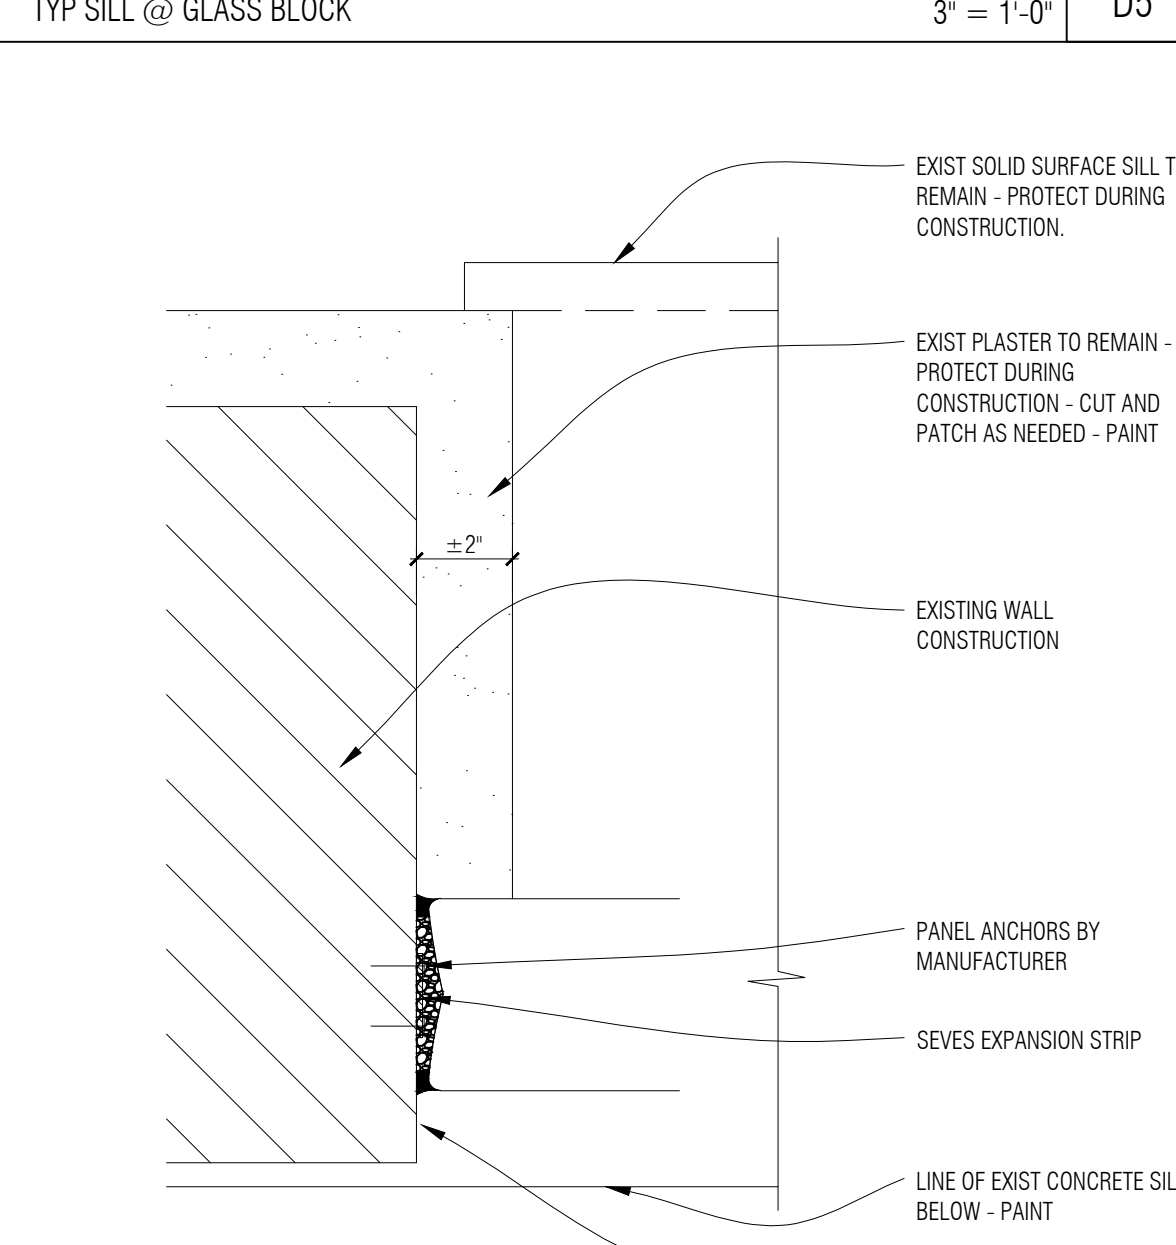 TYP SILL @ GLASS BLOCK
3" = 1'-0"
D5
EXIST SOLID SURFACE SILL
REMAIN - PROTECT DURING
CONSTRUCTION.
EXIST PLASTER TO REMAIN -
PROTECT DURING
CONSTRUCTION - CUT AND
PATCH AS NEEDED - PAINT
±2"
EXISTING WALL
CONSTRUCTION
PANEL ANCHORS BY
MANUFACTURER
SEVES EXPANSION STRIP
LINE OF EXIST CONCRETE SIL
BELOW - PAINT